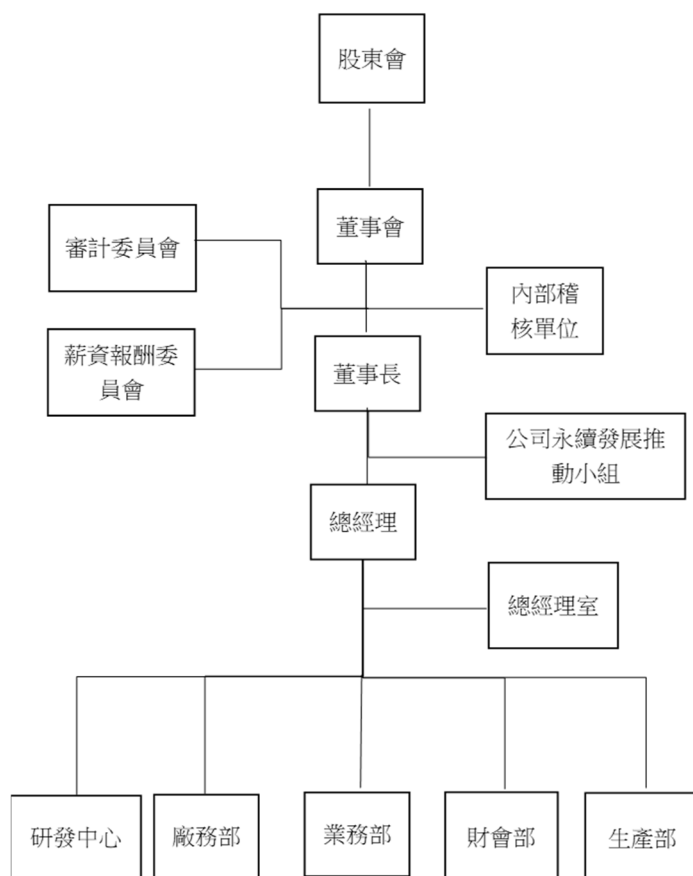 股東會
董事會
審計委員會
內部稽
核單位
薪資報酬委
員會
董事長
公司永續發展推
動小組
總經理
總經理室
研發中心
廠務部
業務部
財會部
生產部